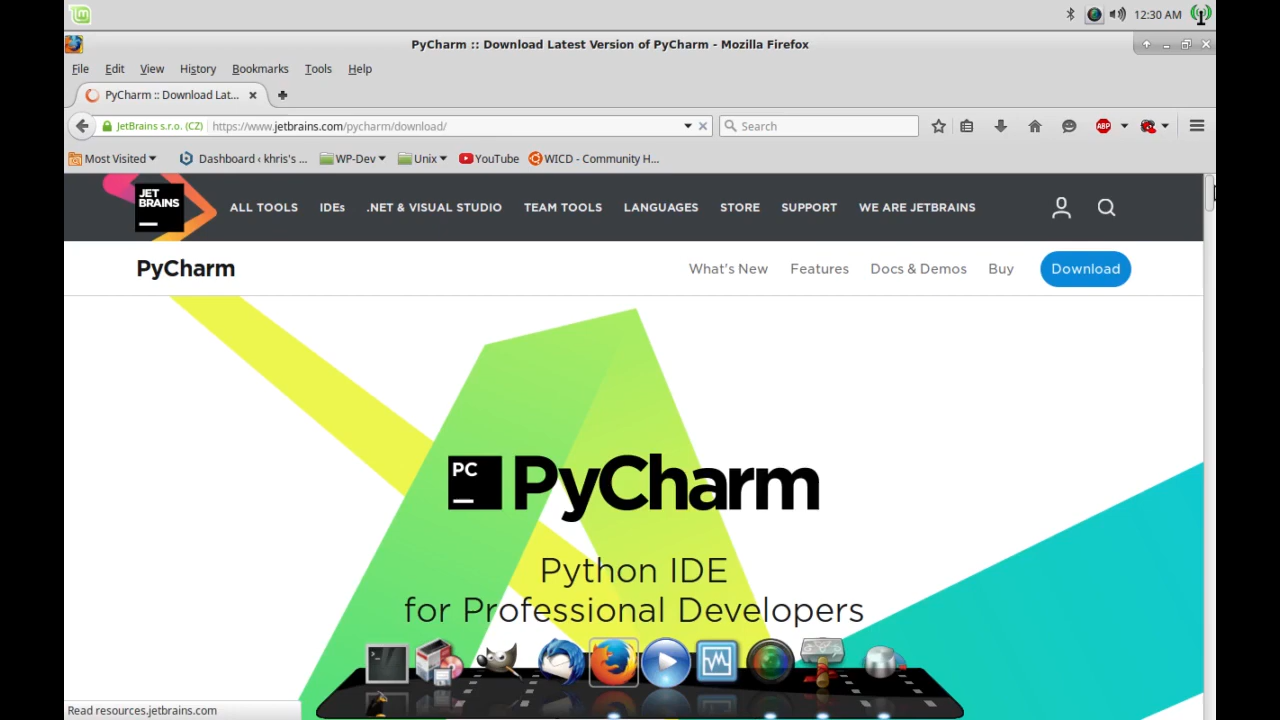 12:30 AM
PyCharm :: Download Latest Version of PyCharm - Mozilla Firefox
File Edit View History Bookmarks Tools Help
PyCharm :: Download Lat...
JetBrains s.r.o. (CZ) https://www.jetbrains.com/pycharm/download/ Search ABP
Most Visited Dashboard ‹ khris's ... WP-Dev Unix YouTube WICD - Community H...
JET
BRAINS
ALL TOOLS IDEs .NET & VISUAL STUDIO TEAM TOOLS LANGUAGES STORE SUPPORT WE ARE JETBRAINS
PyCharm What's New Features Docs & Demos Buy Download
PC PyCharm
Python IDE
for Professional Developers
Read resources.jetbrains.com